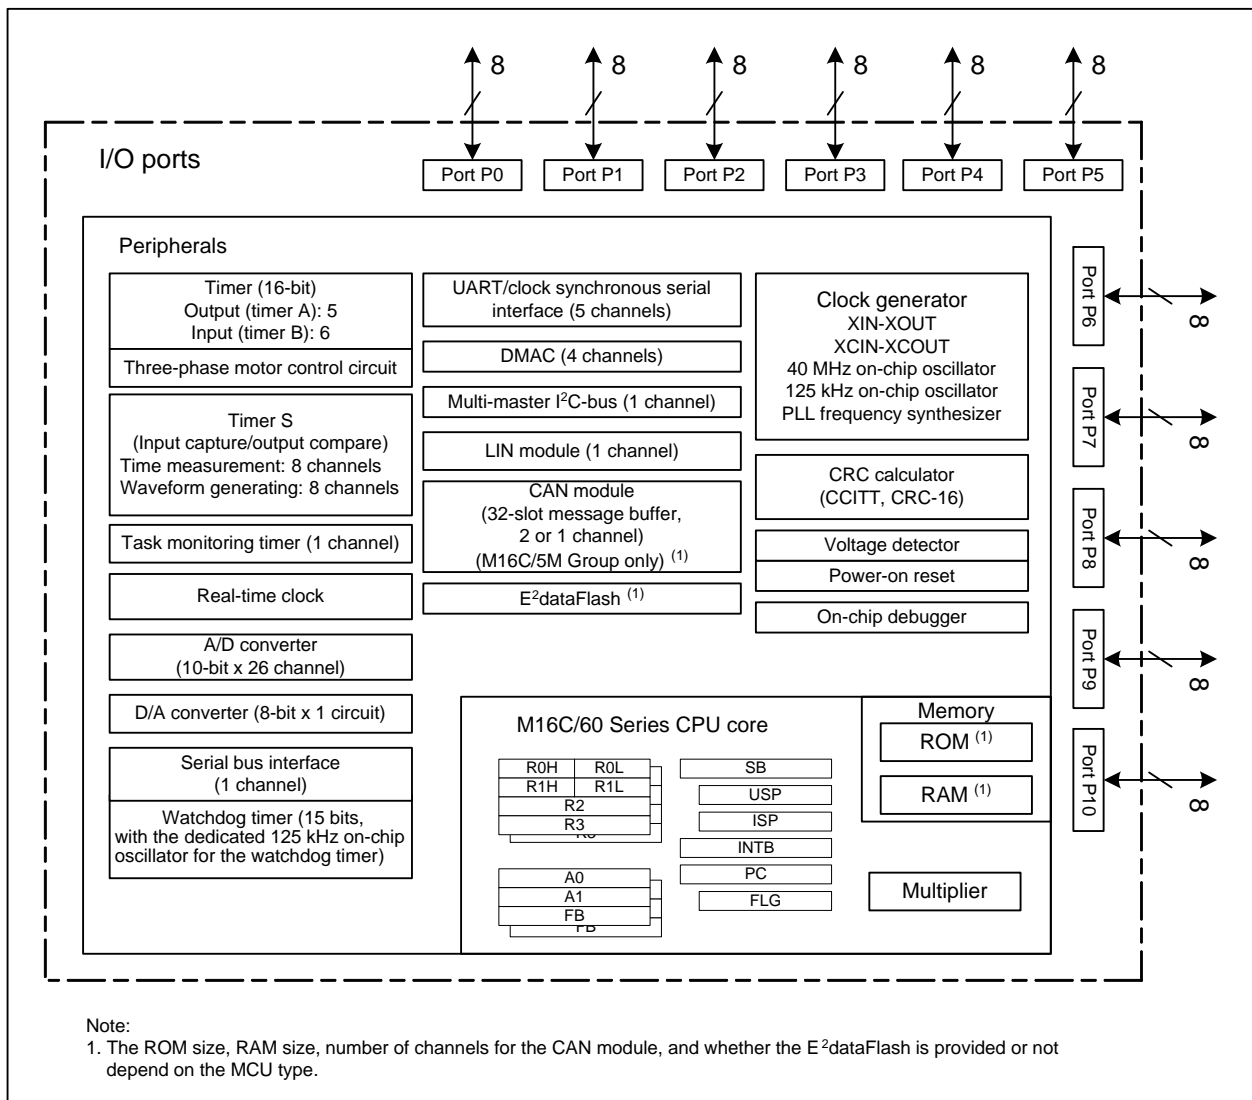 8
8
8
8
8
8
I/O ports
Port P0
Port P1
Port P2
Port P3
Port P4
Port P5
Peripherals
Timer (16-bit)
Output (timer A): 5
Input (timer B): 6
Three-phase motor control circuit
Timer S
(Input capture/output compare)
Time measurement: 8 channels
Waveform generating: 8 channels
Task monitoring timer (1 channel)
Real-time clock
A/D converter
(10-bit x 26 channel)
D/A converter (8-bit x 1 circuit)
Serial bus interface
(1 channel)
Watchdog timer (15 bits,
with the dedicated 125 kHz on-chip
oscillator for the watchdog timer)
UART/clock synchronous serial
interface (5 channels)
DMAC (4 channels)
Multi-master I²C-bus (1 channel)
LIN module (1 channel)
CAN module
(32-slot message buffer,
2 or 1 channel)
(M16C/5M Group only) (1)
E²dataFlash (1)
Clock generator
XIN-XOUT
XCIN-XCOUT
40 MHz on-chip oscillator
125 kHz on-chip oscillator
PLL frequency synthesizer
CRC calculator
(CCITT, CRC-16)
Voltage detector
Power-on reset
On-chip debugger
Port P6
8
Port P7
8
Port P8
8
Port P9
8
Port P10
8
M16C/60 Series CPU core
R0H
R0L
R1H
R1L
R2
R3
R3
A0
A1
FB
FB
SB
USP
ISP
INTB
PC
FLG
Memory
ROM (1)
RAM (1)
Multiplier
Note:
1. The ROM size, RAM size, number of channels for the CAN module, and whether the E²dataFlash is provided or not
depend on the MCU type.